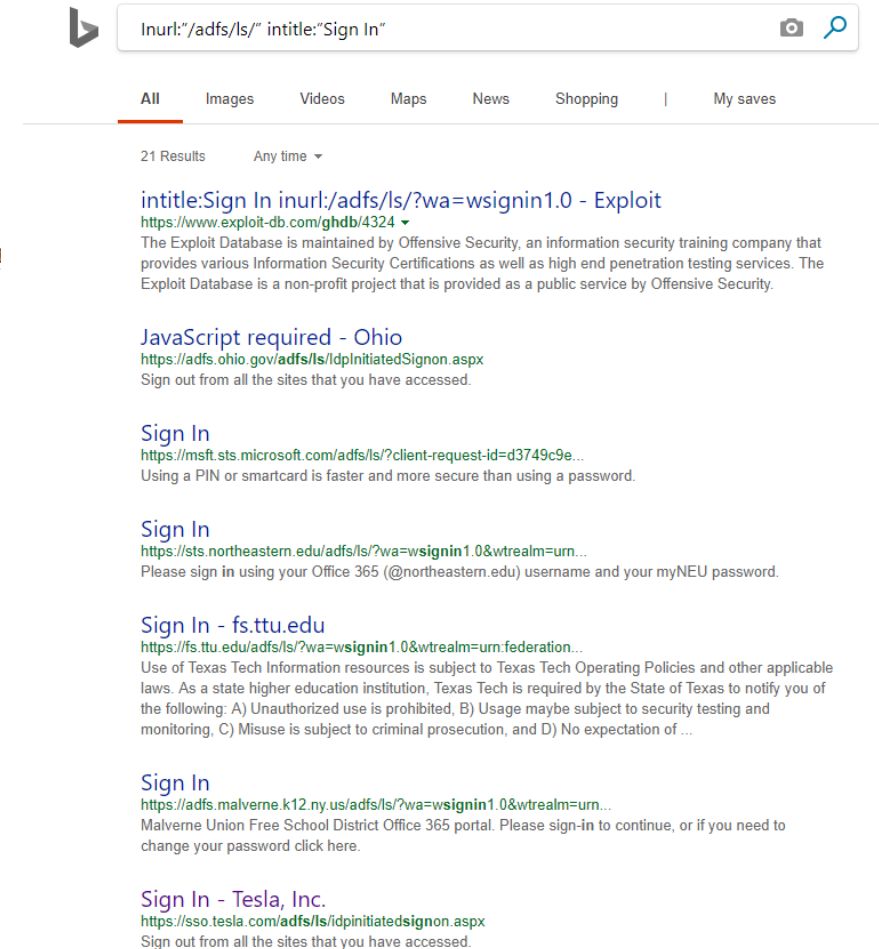 Inurl:"/adfs/ls/" intitle:"Sign In"
All Images Videos Maps News Shopping | My saves
21 Results Any time
intitle:Sign In inurl:/adfs/ls/?wa=wsignin1.0 - Exploit
https://www.exploit-db.com/ghdb/4324
The Exploit Database is maintained by Offensive Security, an information security training company that
provides various Information Security Certifications as well as high end penetration testing services. The
Exploit Database is a non-profit project that is provided as a public service by Offensive Security.
JavaScript required - Ohio
https://adfs.ohio.gov/adfs/ls/IdpInitiatedSignon.aspx
Sign out from all the sites that you have accessed.
Sign In
https://msft.sts.microsoft.com/adfs/ls/?client-request-id=d3749c9e...
Using a PIN or smartcard is faster and more secure than using a password.
Sign In
https://sts.northeastern.edu/adfs/ls/?wa=wsignin1.0&wtrealm=urn...
Please sign in using your Office 365 (@northeastern.edu) username and your myNEU password.
Sign In - fs.ttu.edu
https://fs.ttu.edu/adfs/ls/?wa=wsignin1.0&wtrealm=urn:federation...
Use of Texas Tech Information resources is subject to Texas Tech Operating Policies and other applicable
laws. As a state higher education institution, Texas Tech is required by the State of Texas to notify you of
the following: A) Unauthorized use is prohibited, B) Usage maybe subject to security testing and
monitoring, C) Misuse is subject to criminal prosecution, and D) No expectation of ...
Sign In
https://adfs.malverne.k12.ny.us/adfs/ls/?wa=wsignin1.0&wtrealm=urn...
Malverne Union Free School District Office 365 portal. Please sign-in to continue, or if you need to
change your password click here.
Sign In - Tesla, Inc.
https://sso.tesla.com/adfs/ls/idpinitiatedsignon.aspx
Sign out from all the sites that you have accessed.